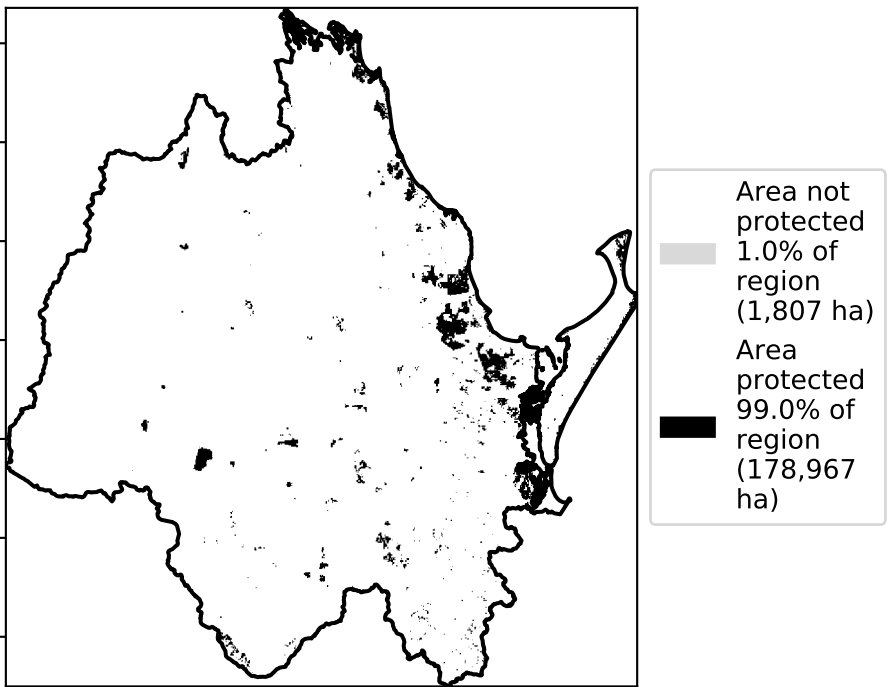 Area not
protected
1.0% of
region
(1,807 ha)
Area
protected
99.0% of
region
(178,967
ha)